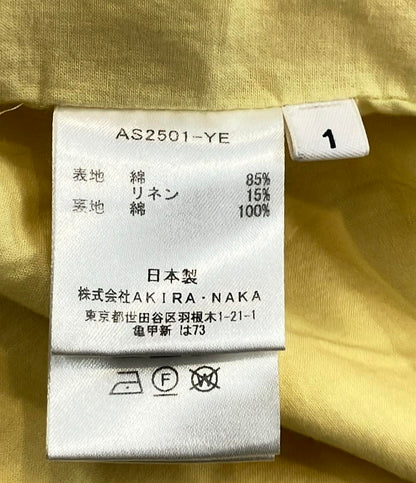 AS2501-YE
1
表地 綿 85%
リネン 15%
裏地 綿 100%
日本製
株式会社AKIRA・NAKA
東京都世田谷区羽根木1-21-1
亀甲新 は73